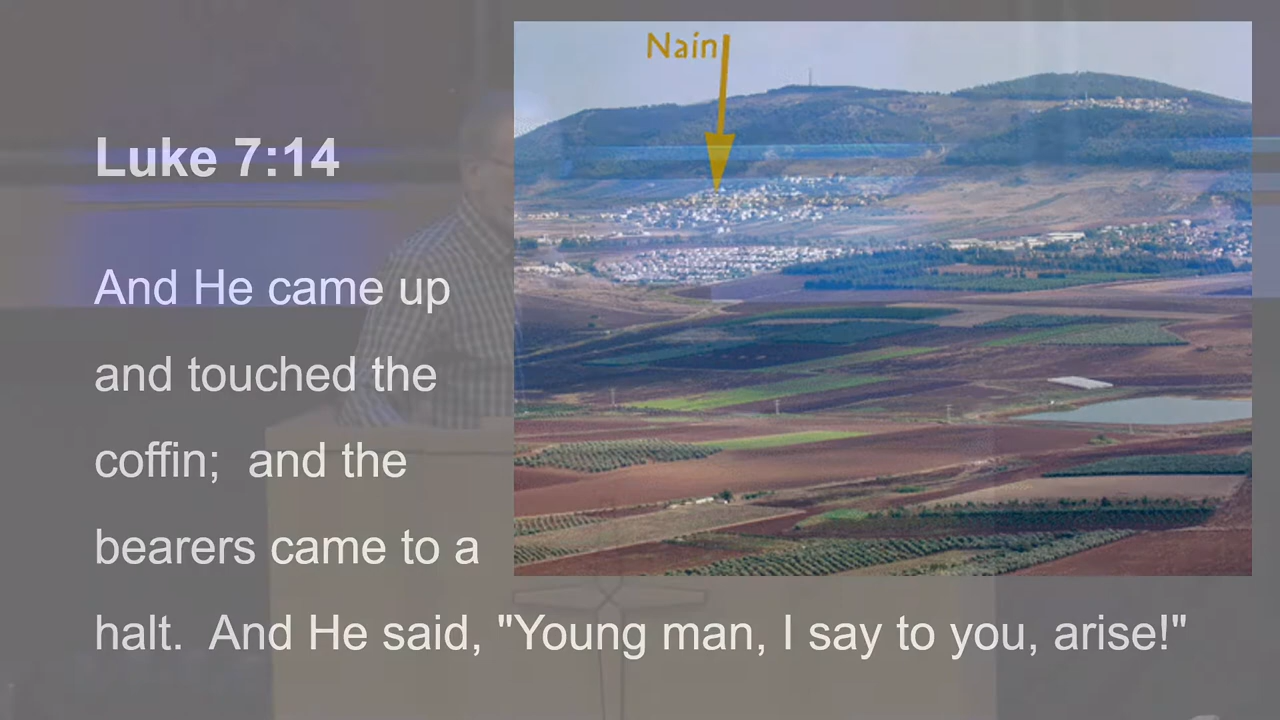 Nain
Luke 7:14
And He came up
and touched the
coffin;  and the
bearers came to a
halt.  And He said, "Young man, I say to you, arise!"